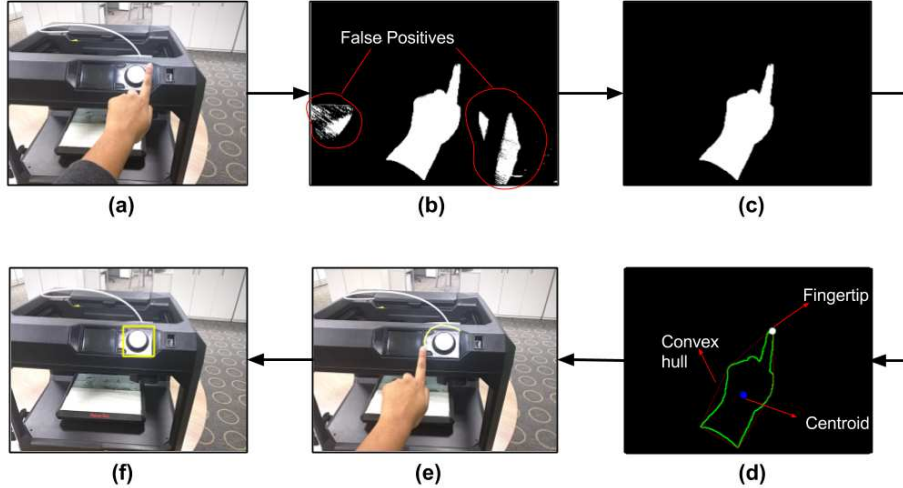 False Positives
(a)
(b)
(c)
Fingertip
Convex
hull
Centroid
(f)
(e)
(d)